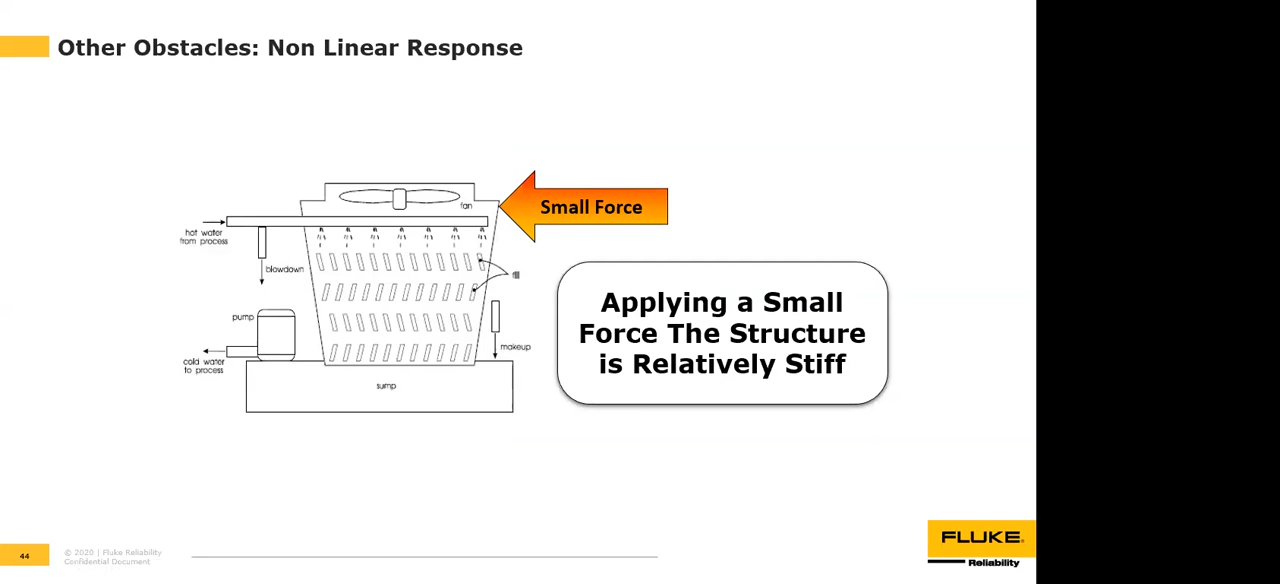 Other Obstacles: Non Linear Response
fan
Small Force
hot water
from process
blowdown
fill
Applying a Small
Force The Structure
is Relatively Stiff
pump
makeup
cold water
to process
sump
44
© 2020 | Fluke Reliability
Confidential Document
FLUKE®
Reliability